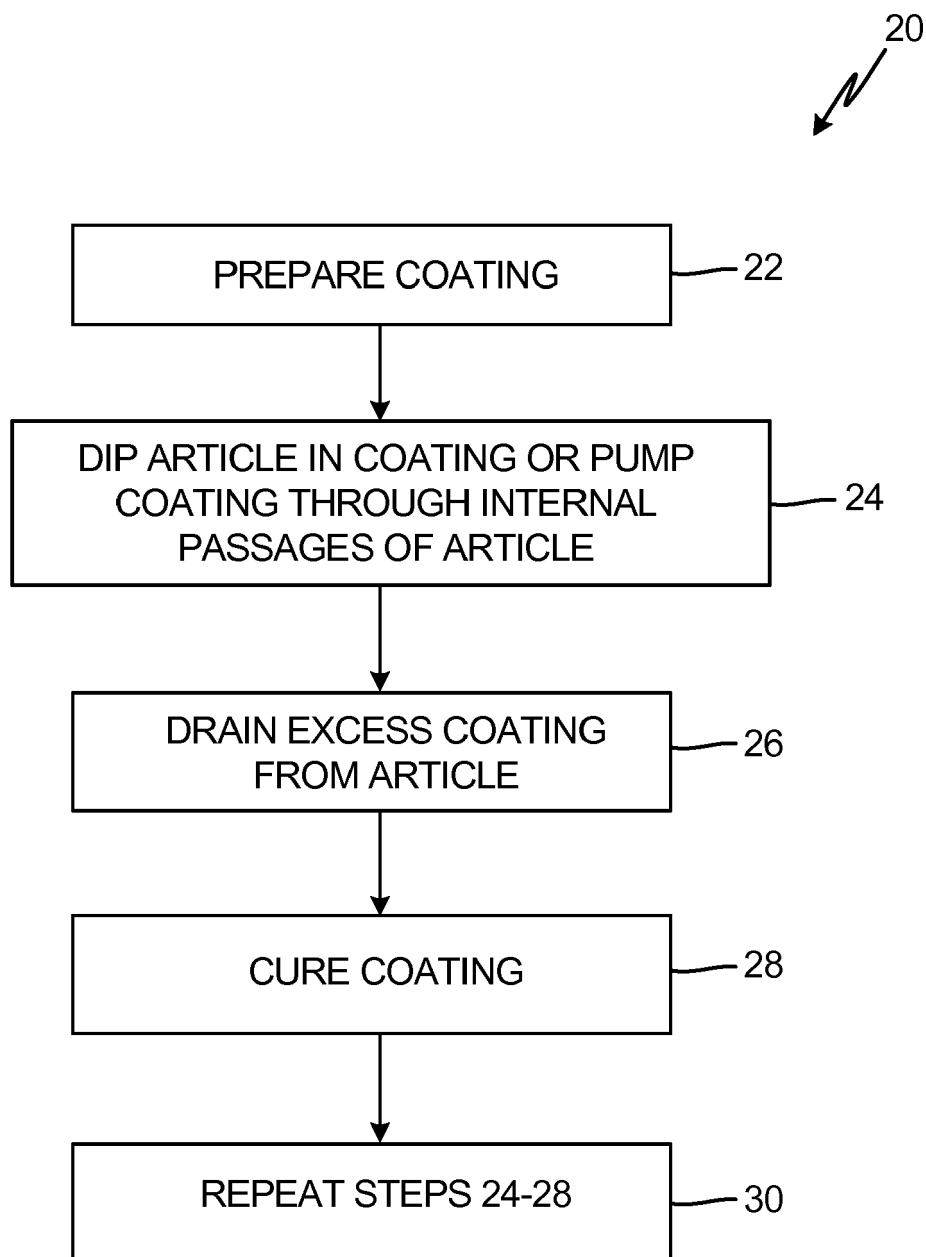 20
PREPARE COATING
22
DIP ARTICLE IN COATING OR PUMP
COATING THROUGH INTERNAL
PASSAGES OF ARTICLE
24
DRAIN EXCESS COATING
FROM ARTICLE
26
CURE COATING
28
REPEAT STEPS 24-28
30